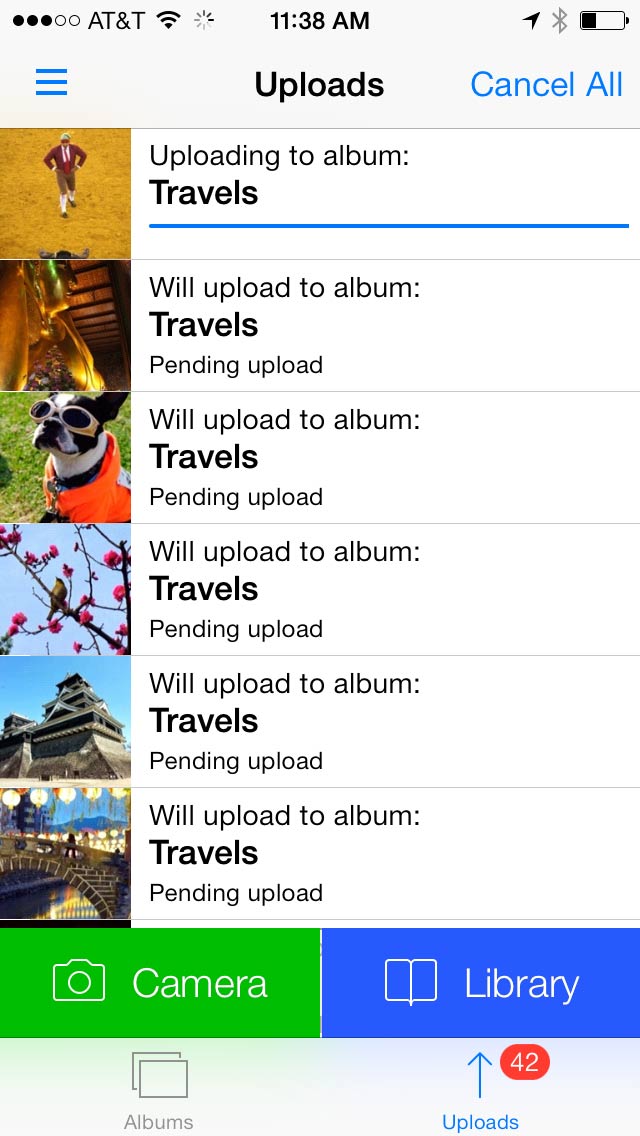 AT&T 11:38 AM
Uploads Cancel All
Uploading to album:
Travels
Will upload to album:
Travels
Pending upload
Will upload to album:
Travels
Pending upload
Will upload to album:
Travels
Pending upload
Will upload to album:
Travels
Pending upload
Will upload to album:
Travels
Pending upload
Camera Library
42
Albums Uploads